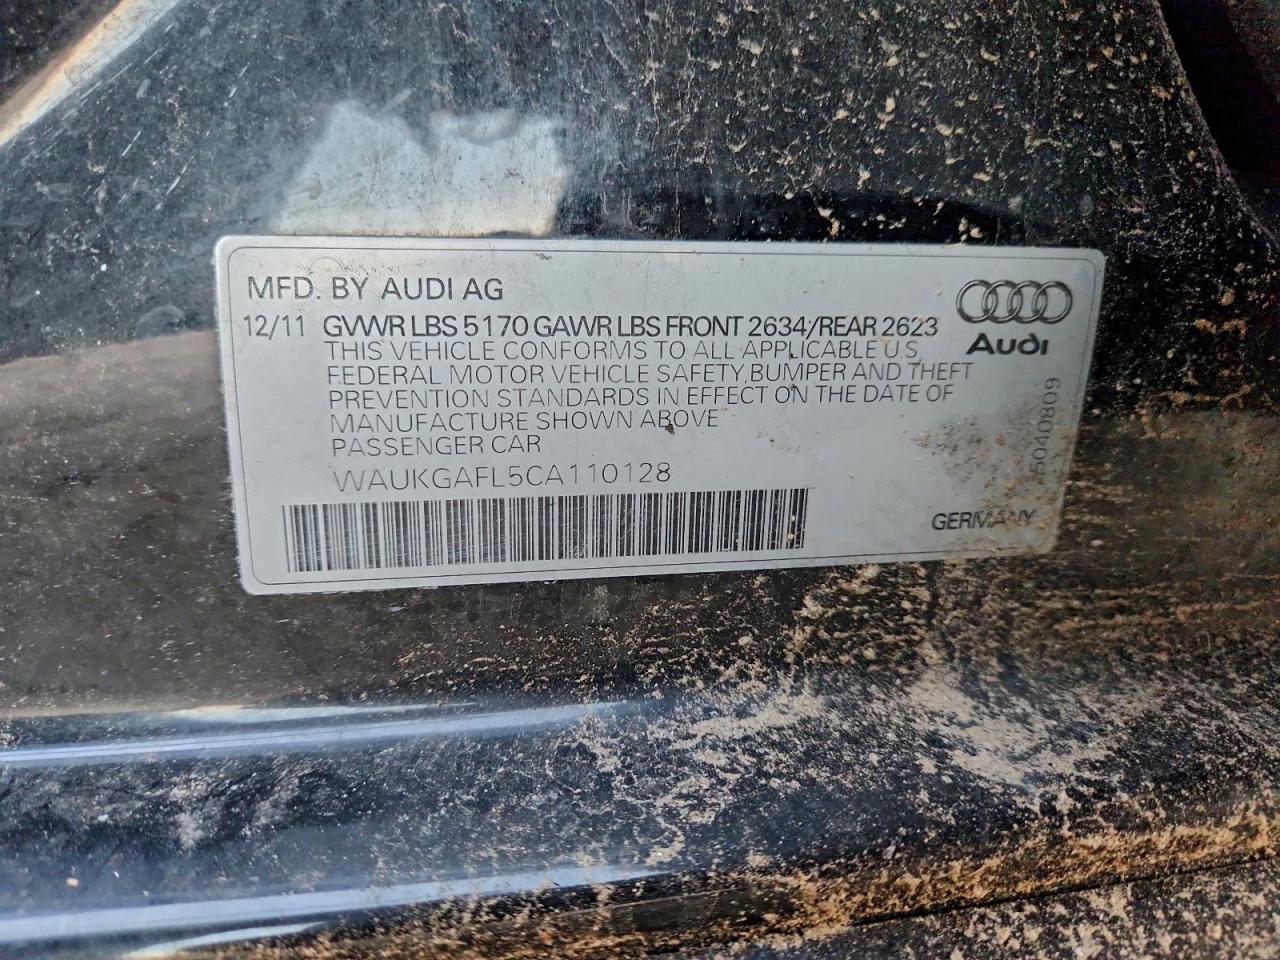 MFD. BY AUDI AG
12/11 GVWR LBS 5170 GAWR LBS FRONT 2634/REAR 2623
THIS VEHICLE CONFORMS TO ALL APPLICABLE U.S.
FEDERAL MOTOR VEHICLE SAFETY, BUMPER AND THEFT
PREVENTION STANDARDS IN EFFECT ON THE DATE OF
MANUFACTURE SHOWN ABOVE
PASSENGER CAR
WAUKGAFL5CA110128
Audi
5040809
GERMANY